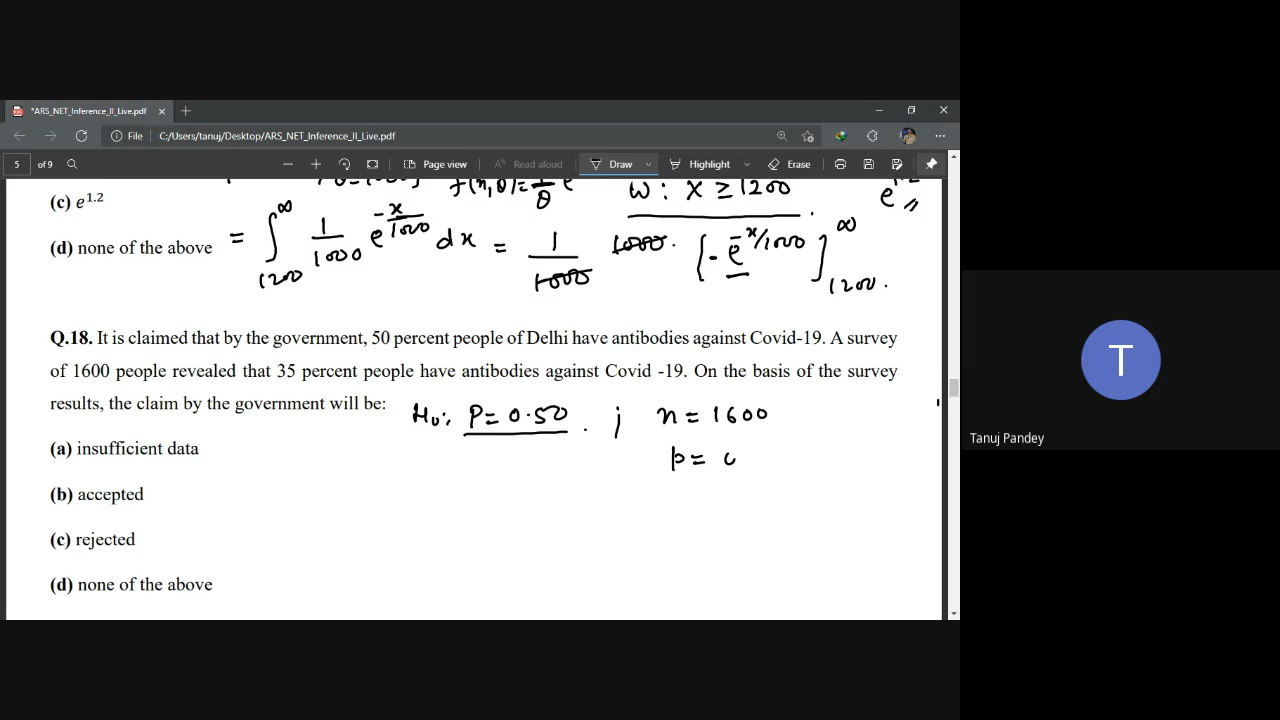 *ARS_NET_Inference_II_Live.pdf
File C:/Users/tanuj/Desktop/ARS_NET_Inference_II_Live.pdf
5 of 9 Page view Read aloud Draw Highlight Erase
(c) e^1.2
W : X ≥ 1200
(d) none of the above = ∫_1200^∞ 1/1000 e^(-x/1000) dx = 1/1000 1000 . [- e^(-x/1000)]_1200^∞ .
Q.18. It is claimed that by the government, 50 percent people of Delhi have antibodies against Covid-19. A survey
of 1600 people revealed that 35 percent people have antibodies against Covid -19. On the basis of the survey
results, the claim by the government will be: H0: P = 0.50 . ; n = 1600
p =
(a) insufficient data
(b) accepted
(c) rejected
(d) none of the above
T
Tanuj Pandey